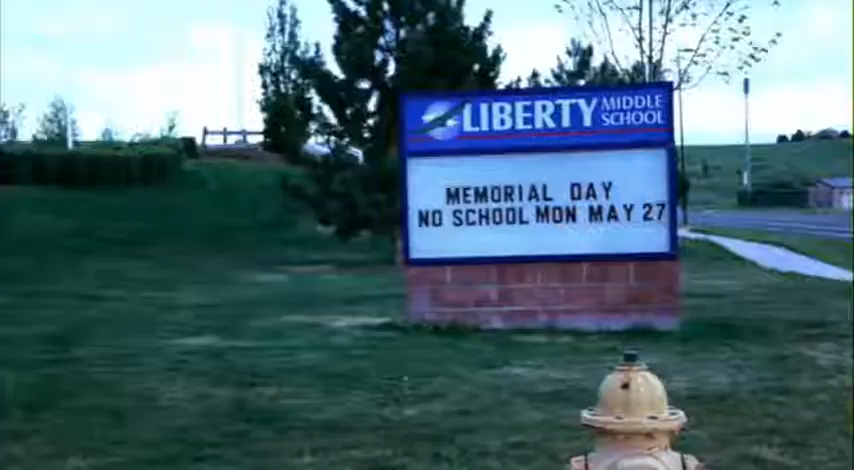 LIBERTY MIDDLE SCHOOL
MEMORIAL DAY
NO SCHOOL MON MAY 27